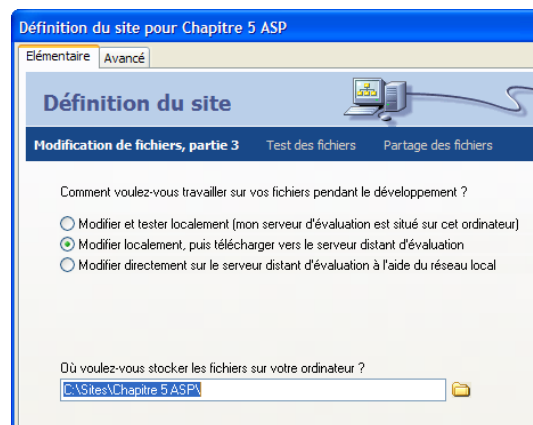 Définition du site pour Chapitre 5 ASP
Elémentaire Avancé
Définition du site
Modification de fichiers, partie 3 Test des fichiers Partage des fichiers
Comment voulez-vous travailler sur vos fichiers pendant le développement ?
Modifier et tester localement (mon serveur d'évaluation est situé sur cet ordinateur)
Modifier localement, puis télécharger vers le serveur distant d'évaluation
Modifier directement sur le serveur distant d'évaluation à l'aide du réseau local
Où voulez-vous stocker les fichiers sur votre ordinateur ?
C:\Sites\Chapitre 5 ASP\